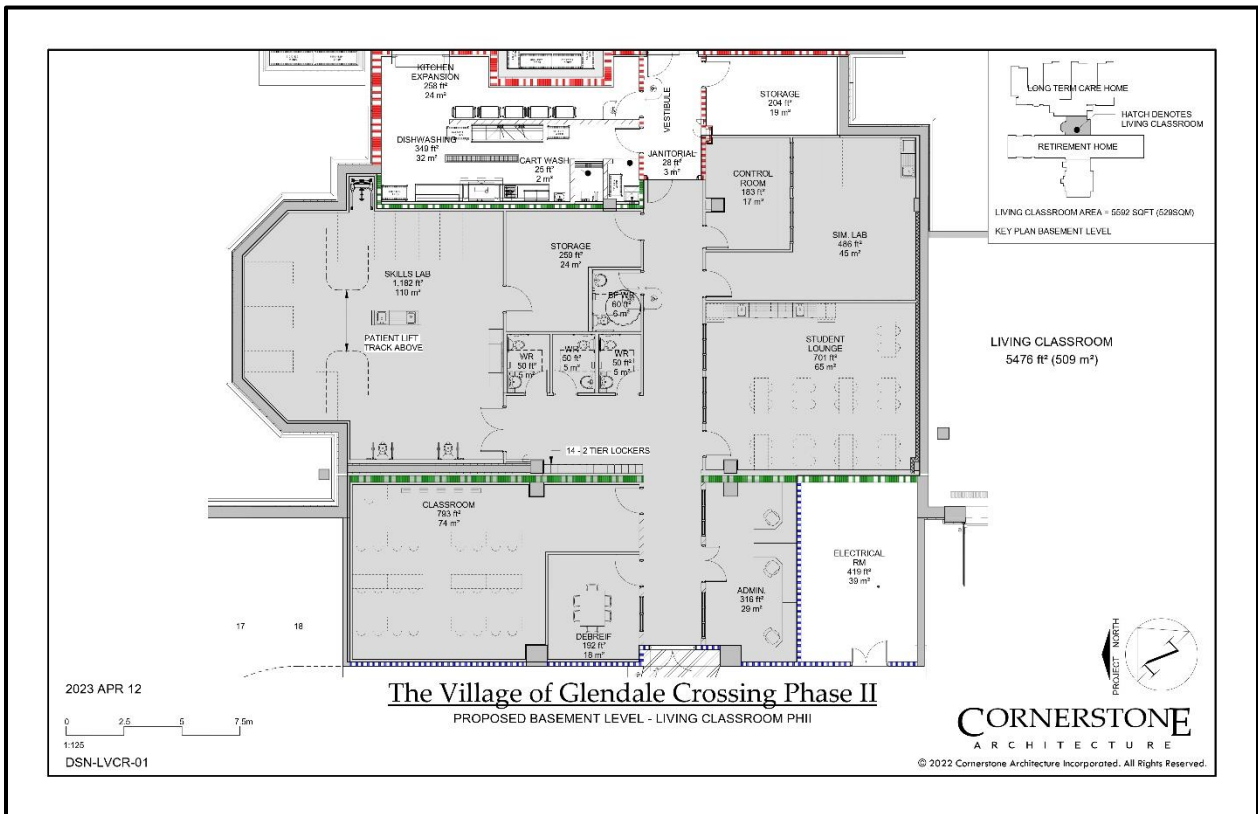 KITCHEN
EXPANSION
258 ft²
24 m²
DISHWASHING
349 ft²
32 m²
CART WASH
25 ft²
2 m²
VESTIBULE
JANITORIAL
28 ft²
3 m²
STORAGE
204 ft²
19 m²
CONTROL
ROOM
183 ft²
17 m²
SIM. LAB
486 ft²
45 m²
LONG TERM CARE HOME
HATCH DENOTES
LIVING CLASSROOM
RETIREMENT HOME
LIVING CLASSROOM AREA = 5692 SQFT (529SQM)
KEY PLAN BASEMENT LEVEL
SKILLS LAB
1,182 ft²
110 m²
PATIENT LIFT
TRACK ABOVE
STORAGE
259 ft²
24 m²
BF WR
60 ft²
6 m²
WR
50 ft²
5 m²
WR
50 ft²
5 m²
WR
50 ft²
5 m²
STUDENT
LOUNGE
701 ft²
65 m²
LIVING CLASSROOM
5476 ft² (509 m²)
14 - 2 TIER LOCKERS
CLASSROOM
793 ft²
74 m²
DEBREIF
192 ft²
18 m²
ADMIN.
316 ft²
29 m²
ELECTRICAL
RM
419 ft²
39 m²
17 18
PROJECT NORTH
2023 APR 12
0 2.5 5 7.5m
1:125
DSN-LVCR-01
The Village of Glendale Crossing Phase II
PROPOSED BASEMENT LEVEL - LIVING CLASSROOM PHII
CORNERSTONE
ARCHITECTURE
© 2022 Cornerstone Architecture Incorporated. All Rights Reserved.